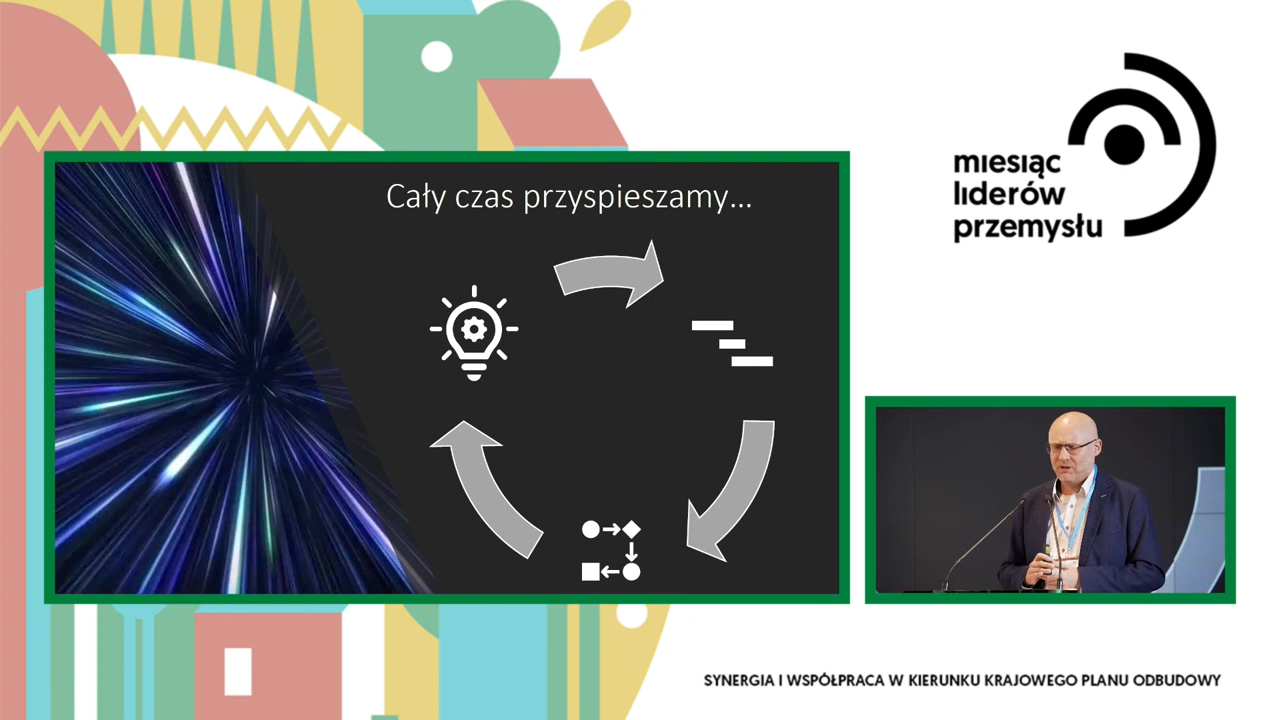 miesiąc
liderów
przemysłu
Cały czas przyspieszamy...
SYNERGIA I WSPÓŁPRACA W KIERUNKU KRAJOWEGO PLANU ODBUDOWY